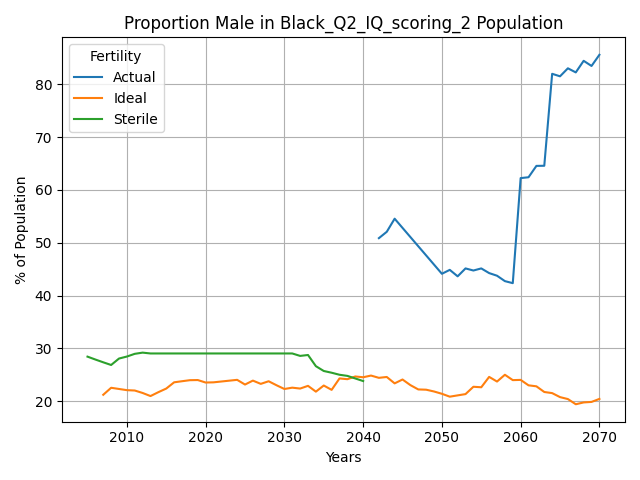 Proportion Male in Black_Q2_IQ_scoring_2 Population
Fertility
Actual
Ideal
Sterile
% of Population
80
70
60
50
40
30
20
2010 2020 2030 2040 2050 2060 2070
Years